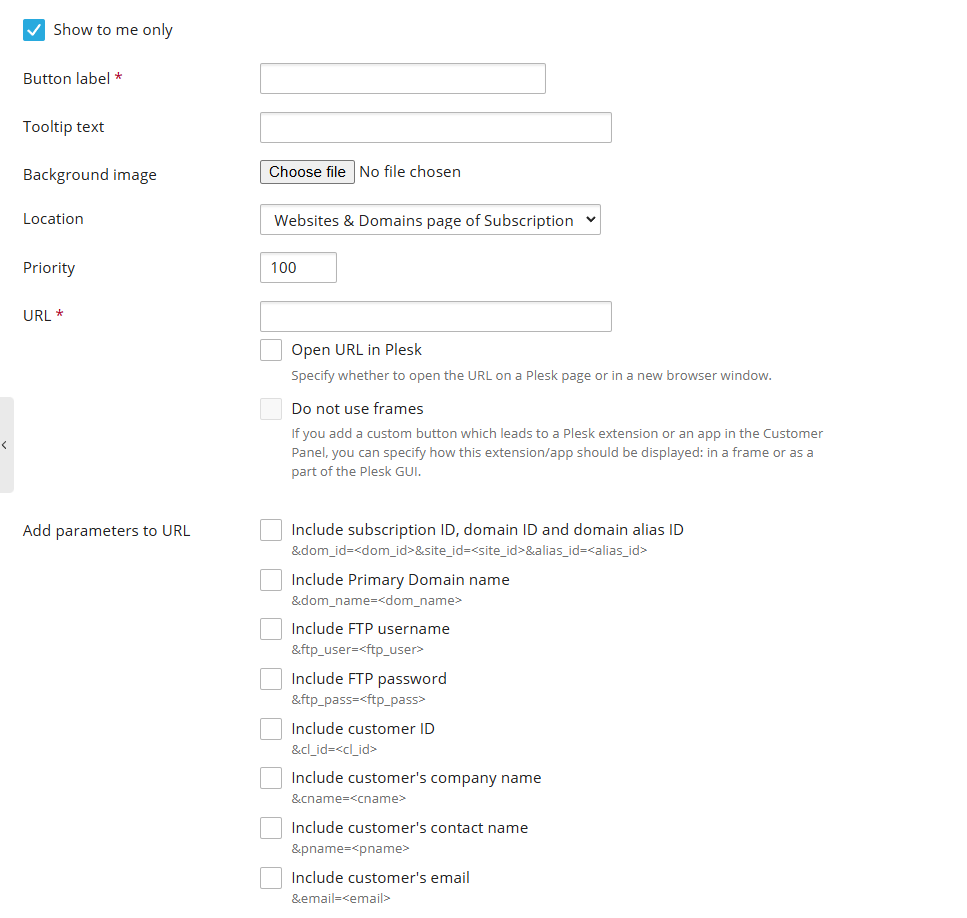 Show to me only
Button label *
Tooltip text
Background image
Choose file No file chosen
Location
Websites & Domains page of Subscription
Priority
100
URL *
Open URL in Plesk
Specify whether to open the URL on a Plesk page or in a new browser window.
Do not use frames
If you add a custom button which leads to a Plesk extension or an app in the Customer
Panel, you can specify how this extension/app should be displayed: in a frame or as a
part of the Plesk GUI.
Add parameters to URL
Include subscription ID, domain ID and domain alias ID
&dom_id=<dom_id>&site_id=<site_id>&alias_id=<alias_id>
Include Primary Domain name
&dom_name=<dom_name>
Include FTP username
&ftp_user=<ftp_user>
Include FTP password
&ftp_pass=<ftp_pass>
Include customer ID
&cl_id=<cl_id>
Include customer's company name
&cname=<cname>
Include customer's contact name
&pname=<pname>
Include customer's email
&email=<email>